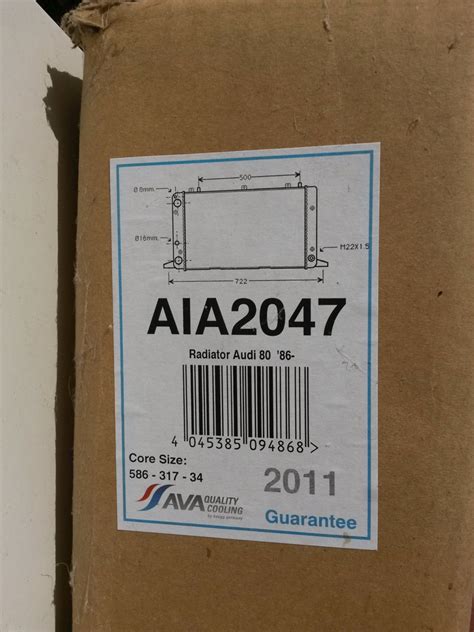 500
Ø 8mm.
Ø16mm.
M22X1.5
722
AIA2047
Radiator Audi 80 '86-
4 045385 094868>
Core Size:
586 - 317 - 34
2011
AVA QUALITY COOLING
Guarantee